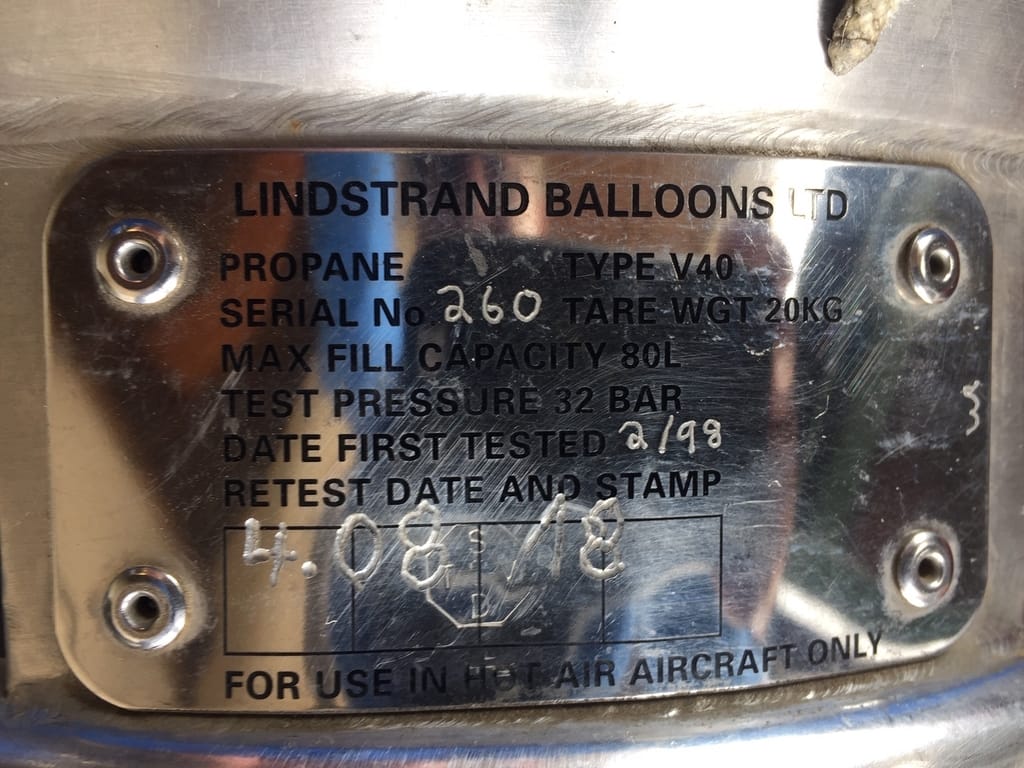 LINDSTRAND BALLOONS LTD
PROPANE TYPE V40
SERIAL No 260 TARE WGT 20KG
MAX FILL CAPACITY 80L
TEST PRESSURE 32 BAR
DATE FIRST TESTED 2/98
RETEST DATE AND STAMP
4.08 /18
S
D
FOR USE IN HOT AIR AIRCRAFT ONLY